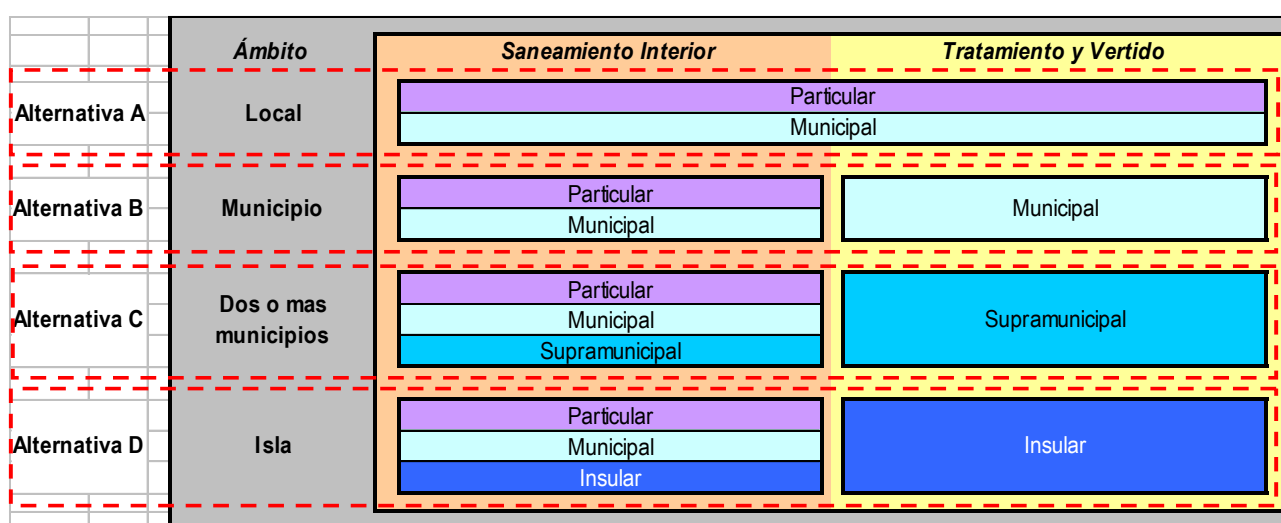 Ámbito
Saneamiento Interior
Tratamiento y Vertido
Alternativa A
Local
Particular
Municipal
Alternativa B
Municipio
Particular
Municipal
Municipal
Alternativa C
Dos o mas
municipios
Particular
Municipal
Supramunicipal
Supramunicipal
Alternativa D
Isla
Particular
Municipal
Insular
Insular